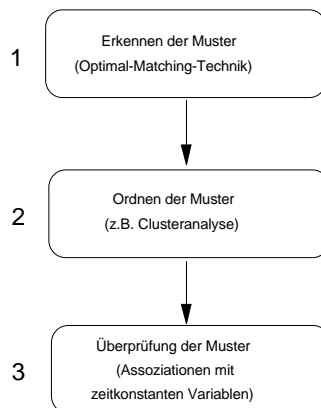 1
Erkennen der Muster
(Optimal-Matching-Technik)
2
Ordnen der Muster
(z.B. Clusteranalyse)
3
Überprüfung der Muster
(Assoziationen mit
zeitkonstanten Variablen)